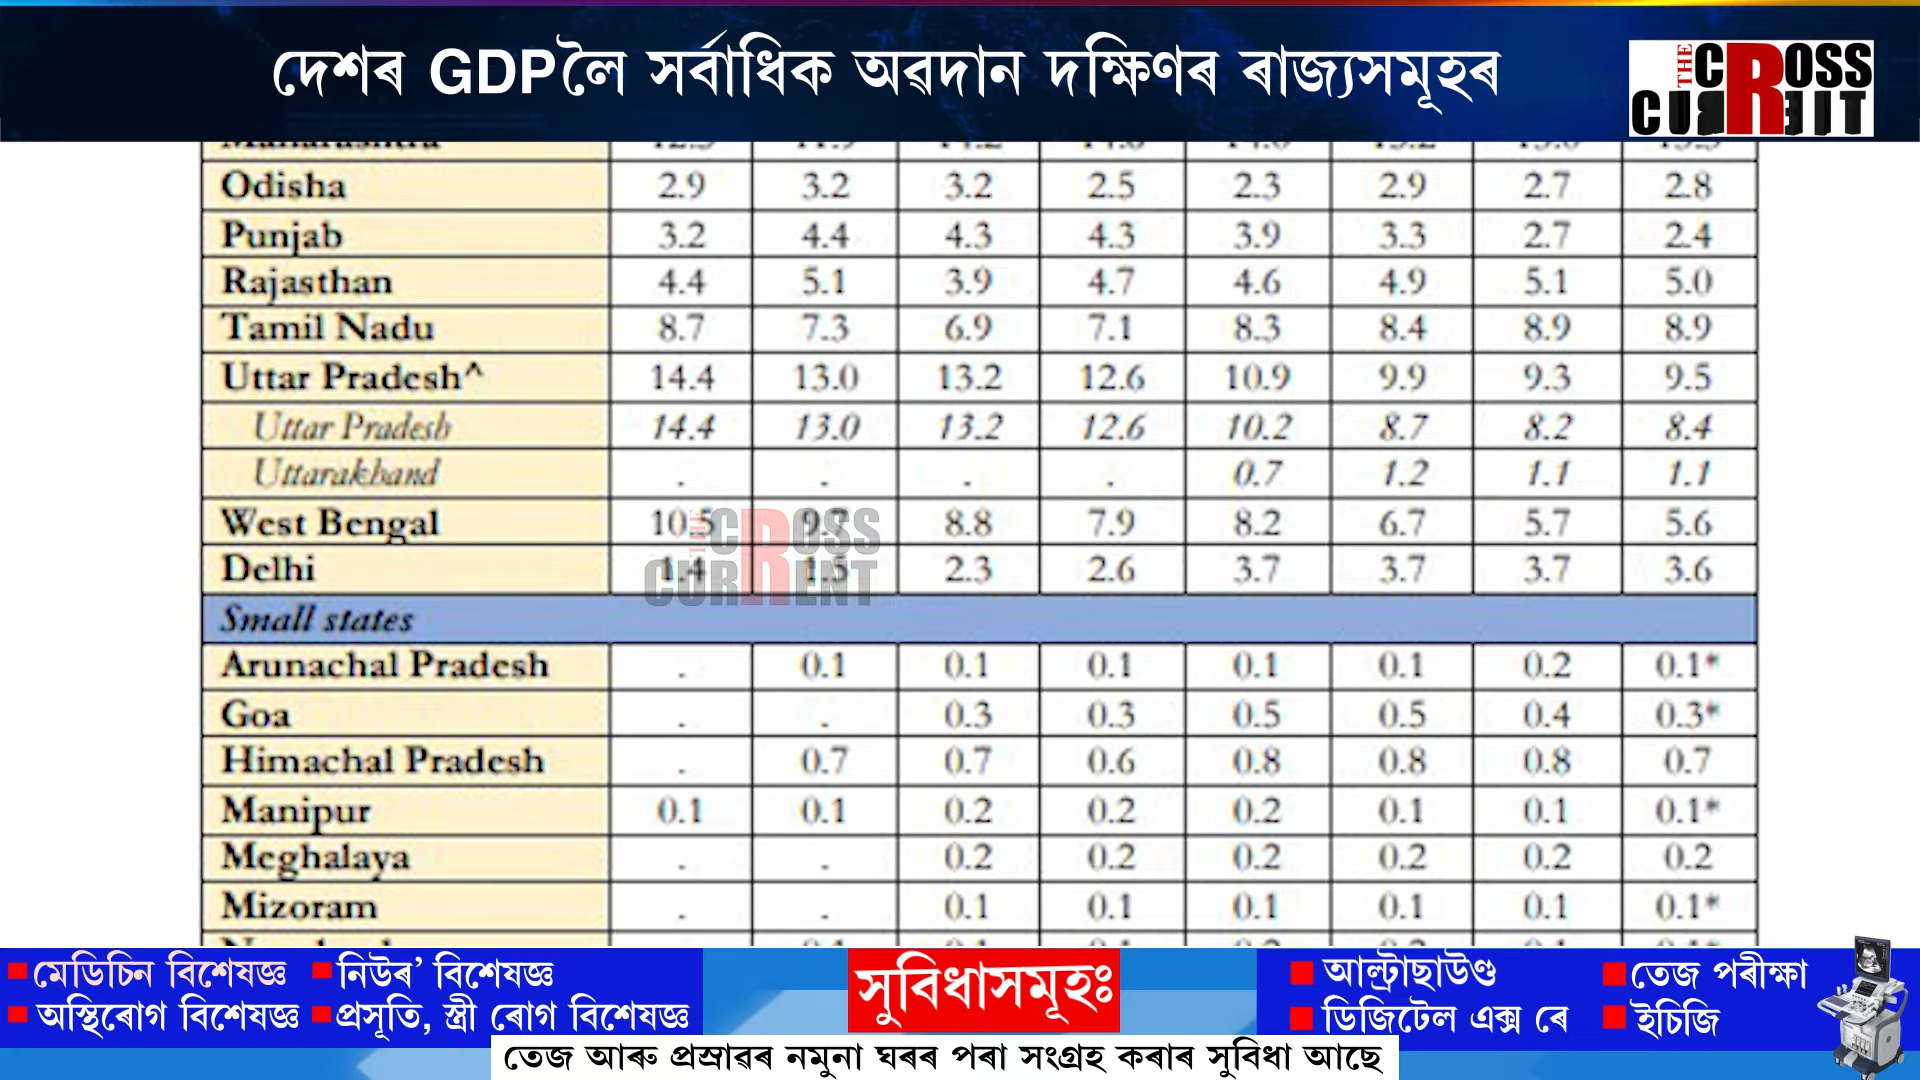 দেশৰ GDPলৈ সৰ্বাধিক অৱদান দক্ষিণৰ ৰাজ্যসমূহৰ
THE CROSS CURRENT
Maharashtra
Odisha 2.9 3.2 3.2 2.5 2.3 2.9 2.7 2.8
Punjab 3.2 4.4 4.3 4.3 3.9 3.3 2.7 2.4
Rajasthan 4.4 5.1 3.9 4.7 4.6 4.9 5.1 5.0
Tamil Nadu 8.7 7.3 6.9 7.1 8.3 8.4 8.9 8.9
Uttar Pradesh^ 14.4 13.0 13.2 12.6 10.9 9.9 9.3 9.5
Uttar Pradesh 14.4 13.0 13.2 12.6 10.2 8.7 8.2 8.4
Uttarakhand . . . . 0.7 1.2 1.1 1.1
West Bengal 10.5 8.8 7.9 8.2 6.7 5.7 5.6
Delhi 1.4 2.3 2.6 3.7 3.7 3.7 3.6
THE CROSS CURRENT
Small states
Arunachal Pradesh . 0.1 0.1 0.1 0.1 0.1 0.2 0.1*
Goa . . 0.3 0.3 0.5 0.5 0.4 0.3*
Himachal Pradesh . 0.7 0.7 0.6 0.8 0.8 0.8 0.7
Manipur 0.1 0.1 0.2 0.2 0.2 0.1 0.1 0.1*
Meghalaya . . 0.2 0.2 0.2 0.2 0.2 0.2
Mizoram . . 0.1 0.1 0.1 0.1 0.1 0.1*
মেডিচিন বিশেষজ্ঞ নিউৰ’ বিশেষজ্ঞ
অস্থিৰোগ বিশেষজ্ঞ প্ৰসূতি, স্ত্ৰী ৰোগ বিশেষজ্ঞ
সুবিধাসমূহঃ
আল্ট্ৰাছাউণ্ড তেজ পৰীক্ষা
ডিজিটেল এক্স ৰে ইচিজি
তেজ আৰু প্ৰস্ৰাৱৰ নমুনা ঘৰৰ পৰা সংগ্ৰহ কৰাৰ সুবিধা আছে